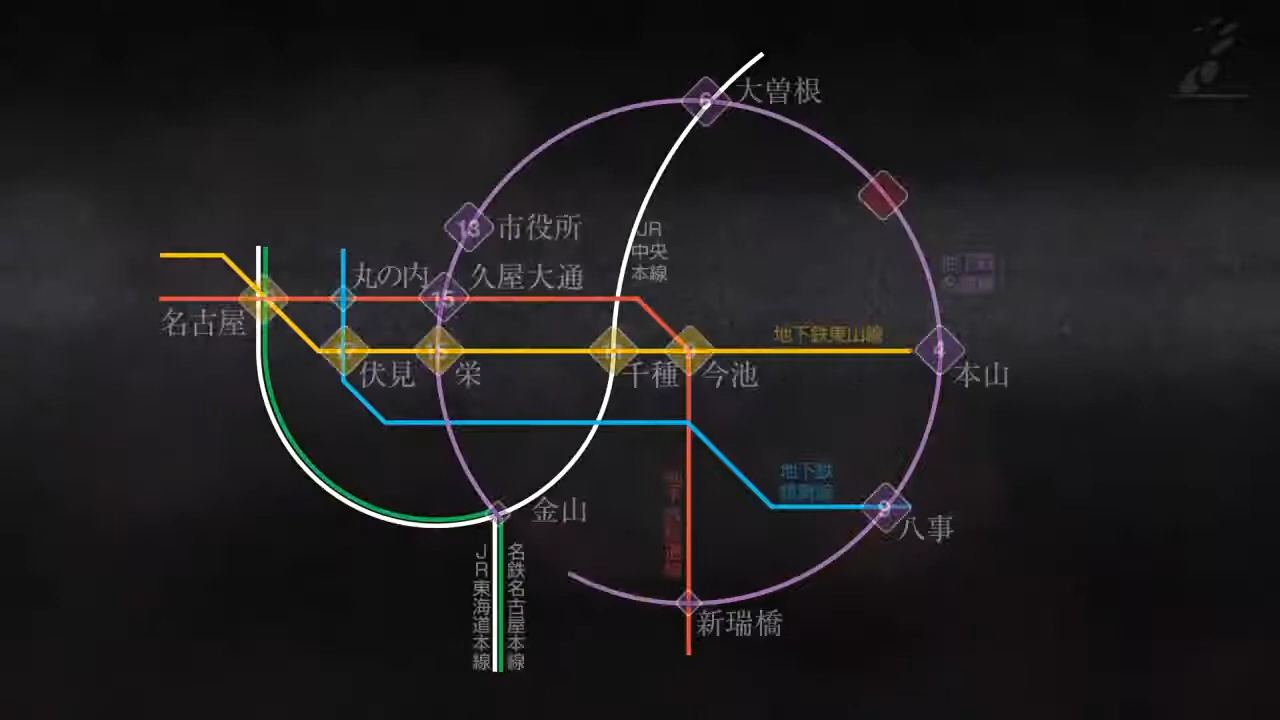 6
大曽根
13
市役所
JR
中央
本線
丸の内
15
久屋大通
名古屋
地下鉄東山線
4
伏見
栄
千種
今池
本山
地下鉄
9
八事
金山
JR東海道本線
名鉄名古屋本線
新瑞橋